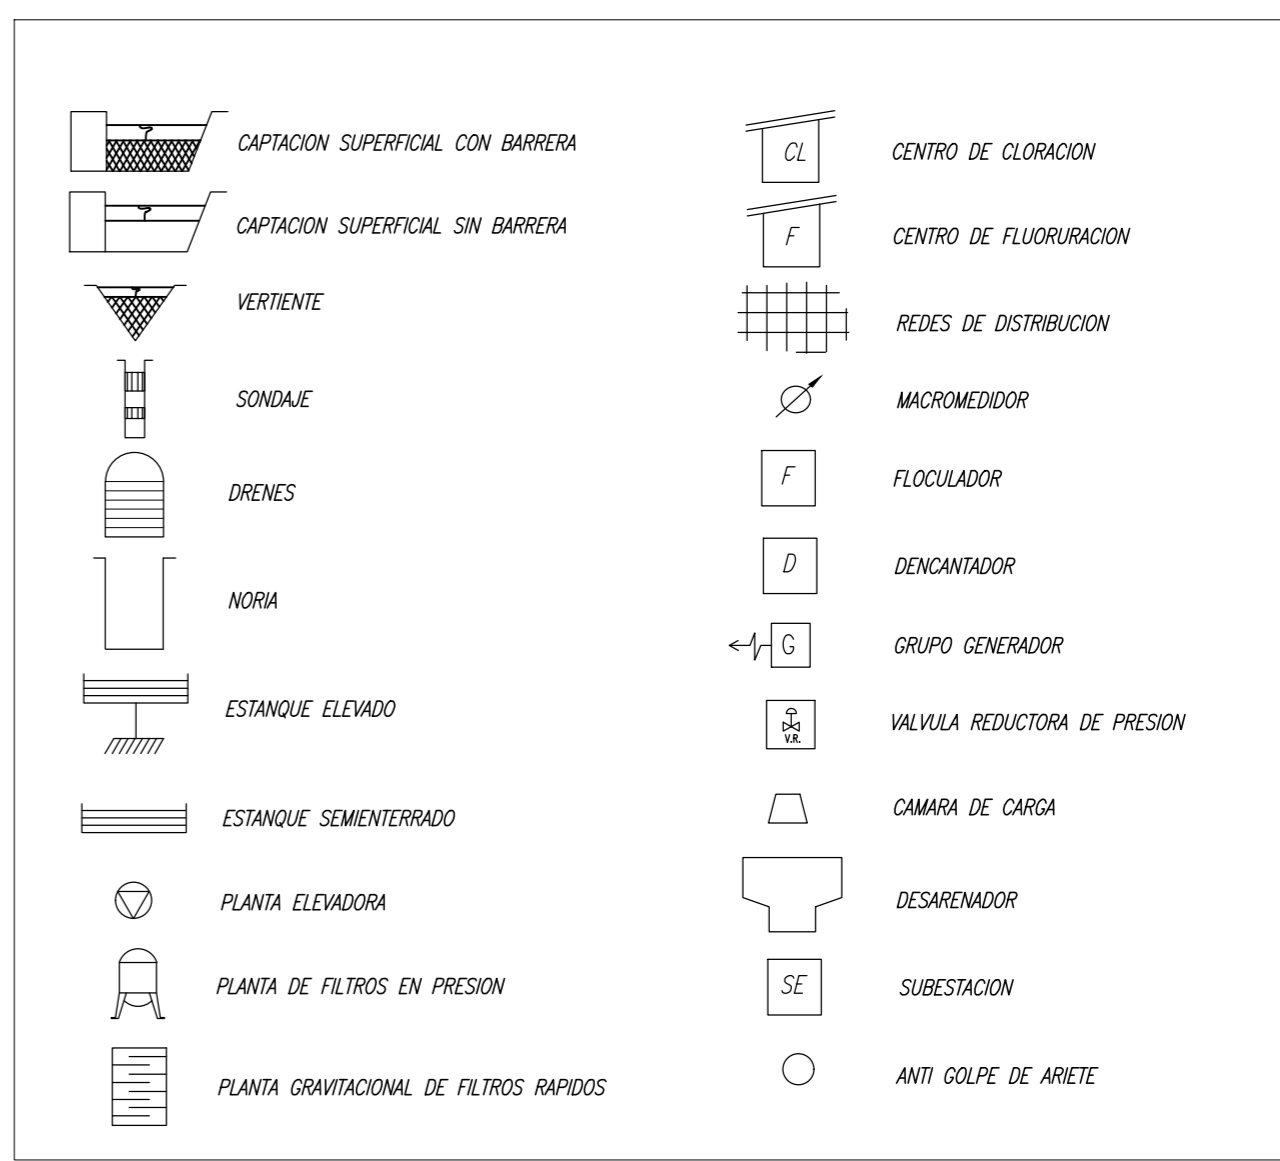 CAPTACION SUPERFICIAL CON BARRERA
CAPTACION SUPERFICIAL SIN BARRERA
VERTIENTE
SONDAJE
DRENES
NORIA
ESTANQUE ELEVADO
ESTANQUE SEMIENTERRADO
PLANTA ELEVADORA
PLANTA DE FILTROS EN PRESION
PLANTA GRAVITACIONAL DE FILTROS RAPIDOS
CL CENTRO DE CLORACION
F CENTRO DE FLUORURACION
REDES DE DISTRIBUCION
MACROMEDIDOR
F FLOCULADOR
D DENCANTADOR
G GRUPO GENERADOR
V.R. VALVULA REDUCTORA DE PRESION
CAMARA DE CARGA
DESARENADOR
SE SUBESTACION
ANTI GOLPE DE ARIETE